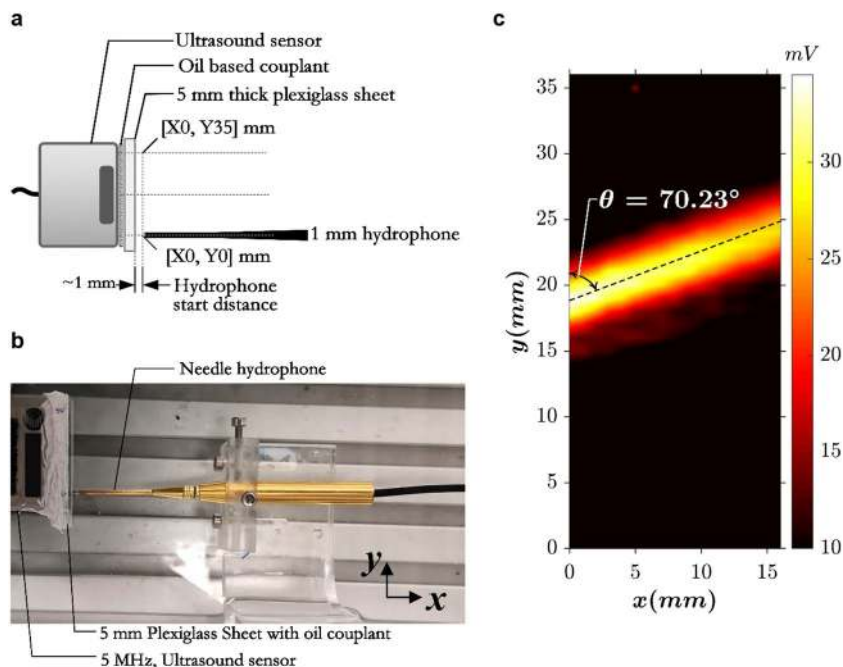 a
Ultrasound sensor
Oil based couplant
5 mm thick plexiglass sheet
[X0, Y35] mm
1 mm hydrophone
[X0, Y0] mm
~1 mm
Hydrophone
start distance
b
Needle hydrophone
y
x
5 mm Plexiglass Sheet with oil couplant
5 MHz, Ultrasound sensor
c
mV
35
30
25
20
15
10
5
0
y(mm)
θ = 70.23°
0
5
10
15
x(mm)
30
25
20
15
10